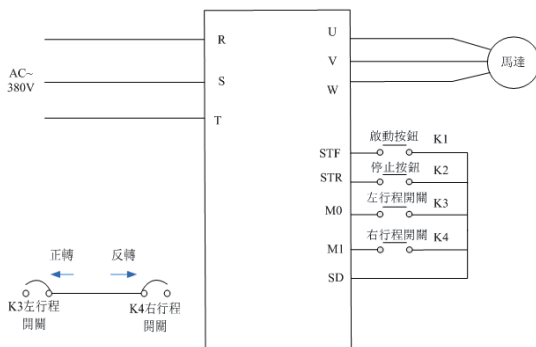 R
S
T
AC~
380V
U
V
W
馬達
STF
啟動按鈕
K1
STR
停止按鈕
K2
M0
左行程開關
K3
M1
右行程開關
K4
SD
正轉
反轉
K3左行程
開關
K4右行程
開關